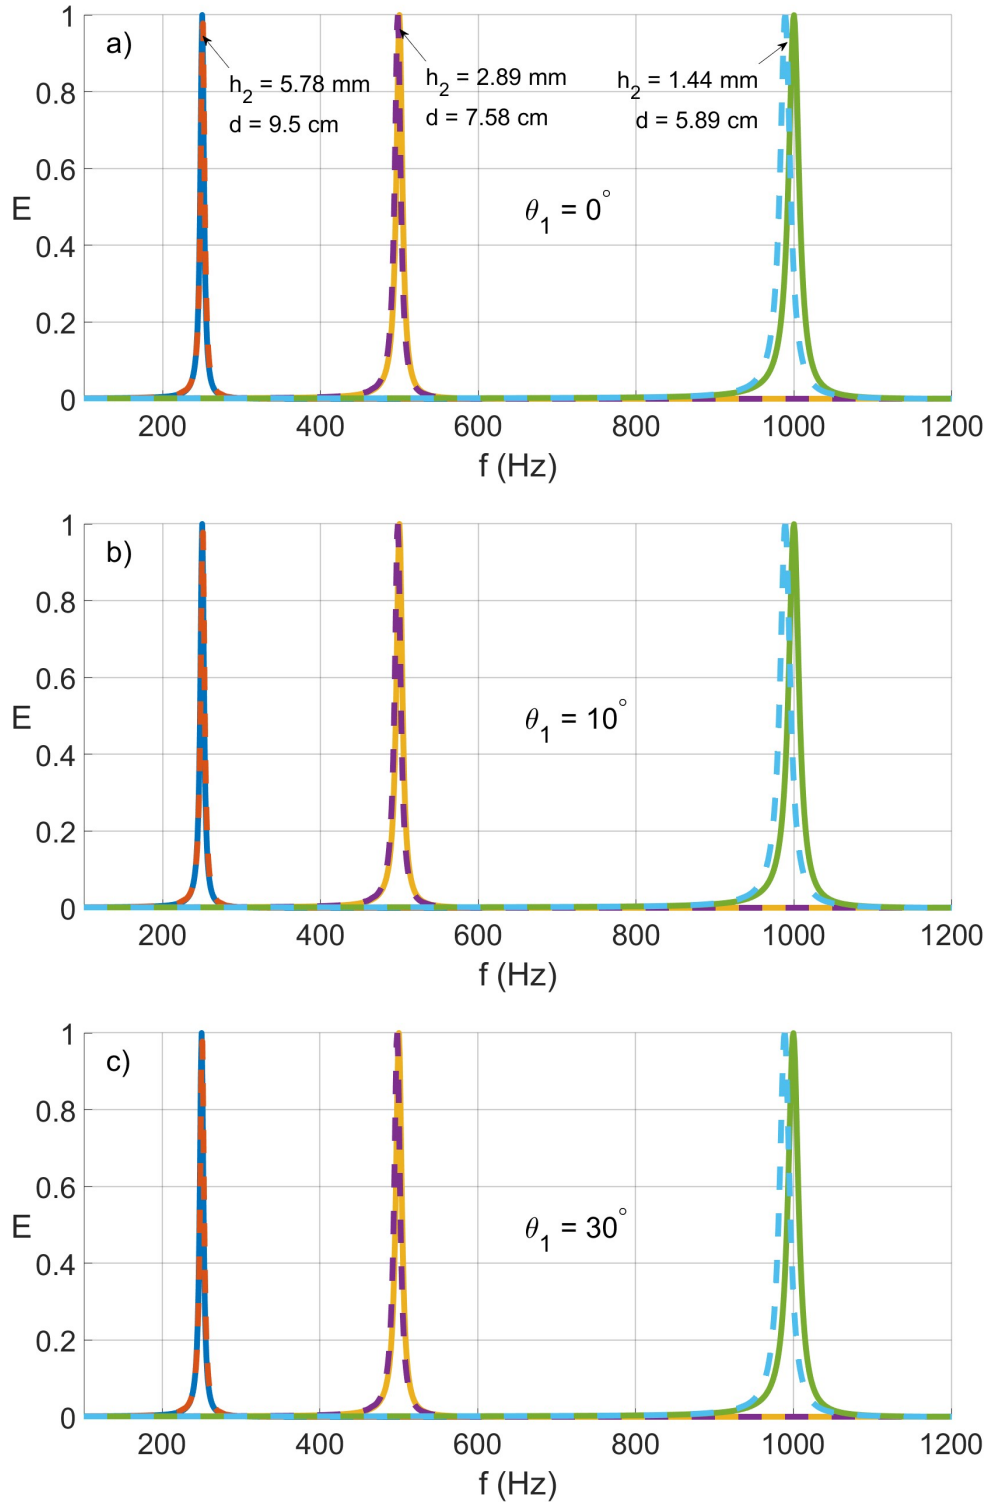 a)
1
0.8
0.6
0.4
0.2
0
E
h2 = 5.78 mm
d = 9.5 cm
h2 = 2.89 mm
d = 7.58 cm
h2 = 1.44 mm
d = 5.89 cm
θ1 = 0°
200 400 600 800 1000 1200
f (Hz)
b)
1
0.8
0.6
0.4
0.2
0
E
θ1 = 10°
200 400 600 800 1000 1200
f (Hz)
c)
1
0.8
0.6
0.4
0.2
0
E
θ1 = 30°
200 400 600 800 1000 1200
f (Hz)